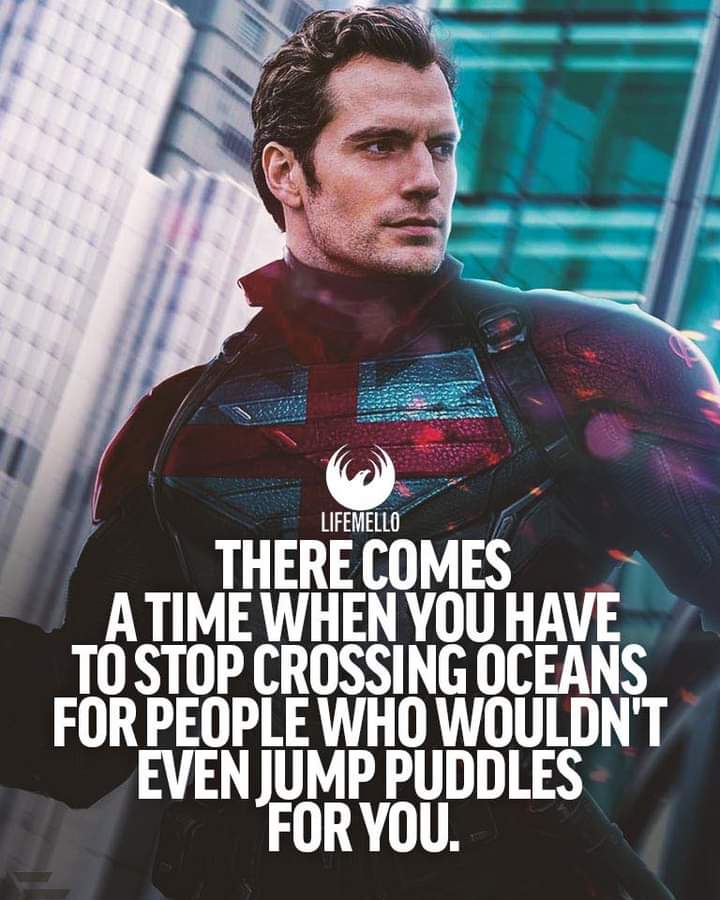 LIFEMELLO
THERE COMES
A TIME WHEN YOU HAVE
TO STOP CROSSING OCEANS
FOR PEOPLE WHO WOULDN'T
EVEN JUMP PUDDLES
FOR YOU.